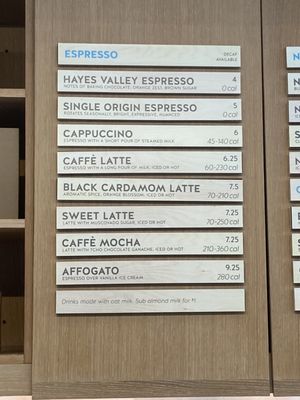 ESPRESSO DECAF
AVAILABLE
HAYES VALLEY ESPRESSO 4
NOTES OF BAKING CHOCOLATE, ORANGE ZEST, BROWN SUGAR 0 cal
SINGLE ORIGIN ESPRESSO 5
ROTATES SEASONALLY, BRIGHT, EXPRESSIVE, NUANCED 0 cal
CAPPUCCINO 6
ESPRESSO WITH A SHORT POUR OF STEAMED MILK 45-140 cal
CAFFÈ LATTE 6.25
ESPRESSO WITH A LONG POUR OF MILK, ICED OR HOT 60-230 cal
BLACK CARDAMOM LATTE 7.5
AROMATIC SPICE, ORANGE BLOSSOM, ICED OR HOT 70-210 cal
SWEET LATTE 7.25
LATTE WITH MUSCOVADO SUGAR, ICED OR HOT 70-250 cal
CAFFÈ MOCHA 7.25
LATTE WITH TCHO CHOCOLATE GANACHE, ICED OR HOT 210-360 cal
AFFOGATO 9.25
ESPRESSO OVER VANILLA ICE CREAM 280 cal
Drinks made with oat milk. Sub almond milk for $1